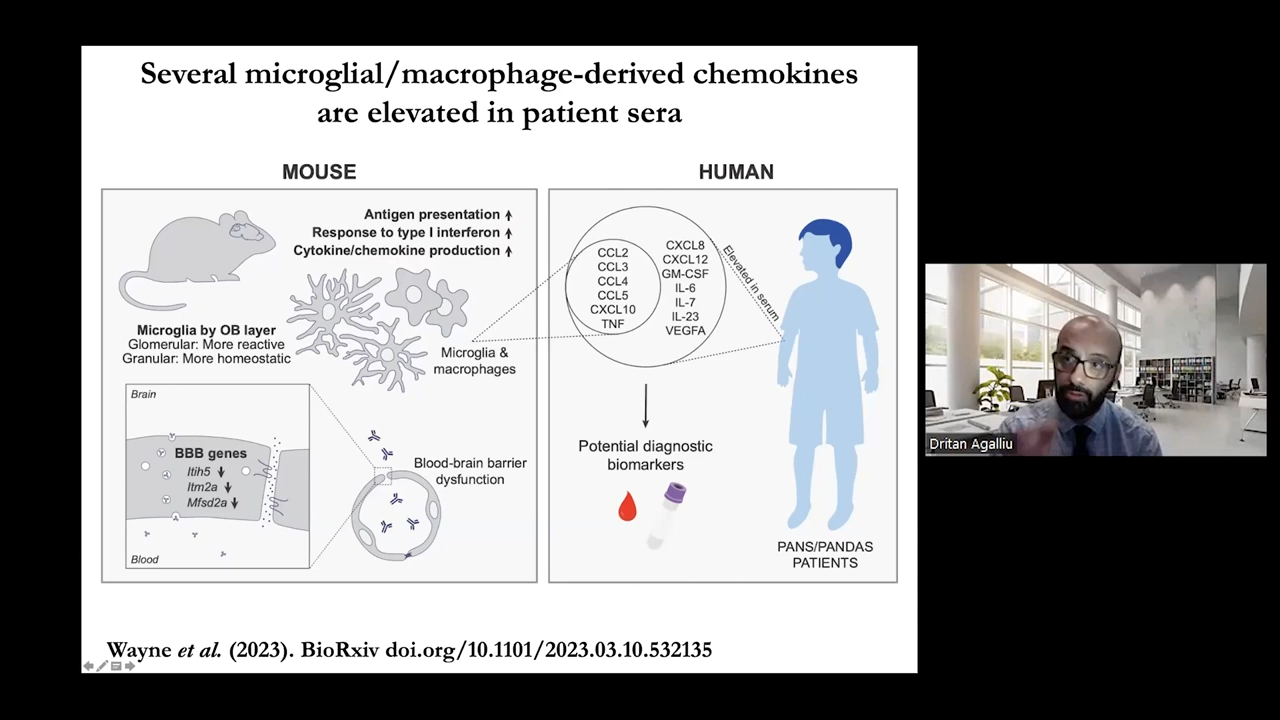 Several microglial/macrophage-derived chemokines
are elevated in patient sera
MOUSE
Antigen presentation
Response to type I interferon
Cytokine/chemokine production
Microglia by OB layer
Glomerular: More reactive
Granular: More homeostatic
Microglia &
macrophages
Brain
BBB genes
Itih5
Itm2a
Mfsd2a
Blood
Blood-brain barrier
dysfunction
HUMAN
CCL2
CCL3
CCL4
CCL5
CXCL10
TNF
CXCL8
CXCL12
GM-CSF
IL-6
IL-7
IL-23
VEGFA
Elevated in serum
Potential diagnostic
biomarkers
PANS/PANDAS
PATIENTS
Wayne et al. (2023). BioRxiv doi.org/10.1101/2023.03.10.532135
Dritan Agalliu